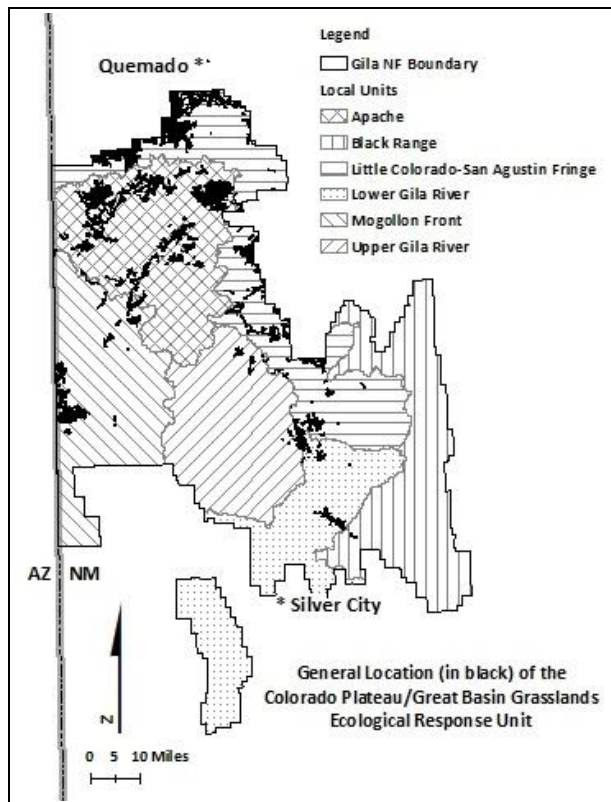 Legend
Quemado *
Gila NF Boundary
Local Units
Apache
Black Range
Little Colorado-San Agustin Fringe
Lower Gila River
Mogollon Front
Upper Gila River
AZ NM
* Silver City
General Location (in black) of the
Colorado Plateau/Great Basin Grasslands
Ecological Response Unit
N
0 5 10 Miles